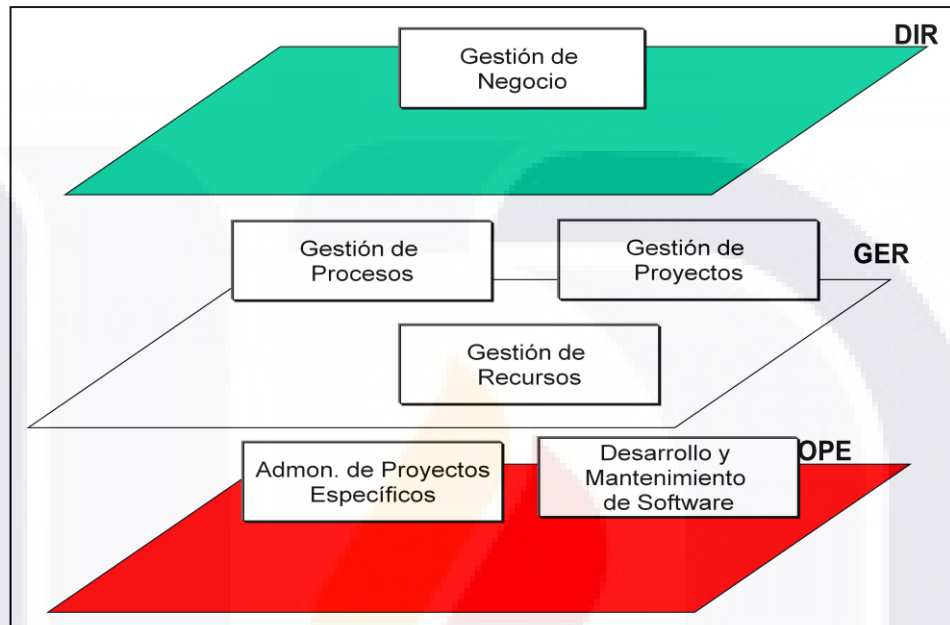 DIR
Gestión de
Negocio
Gestión de
Procesos
Gestión de
Proyectos
GER
Gestión de
Recursos
Admon. de Proyectos
Específicos
Desarrollo y
Mantenimiento
de Software
OPE